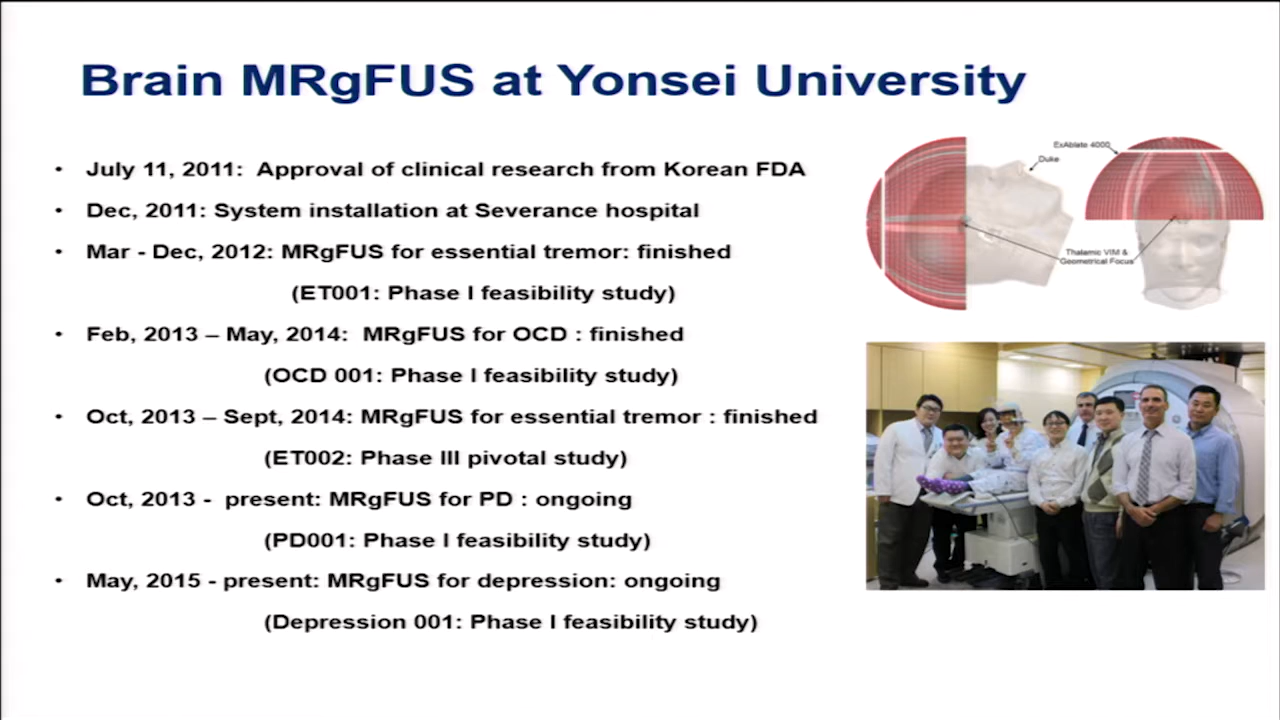 Brain MRgFUS at Yonsei University
• July 11, 2011:  Approval of clinical research from Korean FDA
• Dec, 2011: System installation at Severance hospital
• Mar - Dec, 2012: MRgFUS for essential tremor: finished
(ET001: Phase I feasibility study)
• Feb, 2013 – May, 2014:  MRgFUS for OCD : finished
(OCD 001: Phase I feasibility study)
• Oct, 2013 – Sept, 2014: MRgFUS for essential tremor : finished
(ET002: Phase III pivotal study)
• Oct, 2013 -  present: MRgFUS for PD : ongoing
(PD001: Phase I feasibility study)
• May, 2015 - present: MRgFUS for depression: ongoing
(Depression 001: Phase I feasibility study)
ExAblate 4000
Duke
Thalamic VIM &
Geometrical Focus